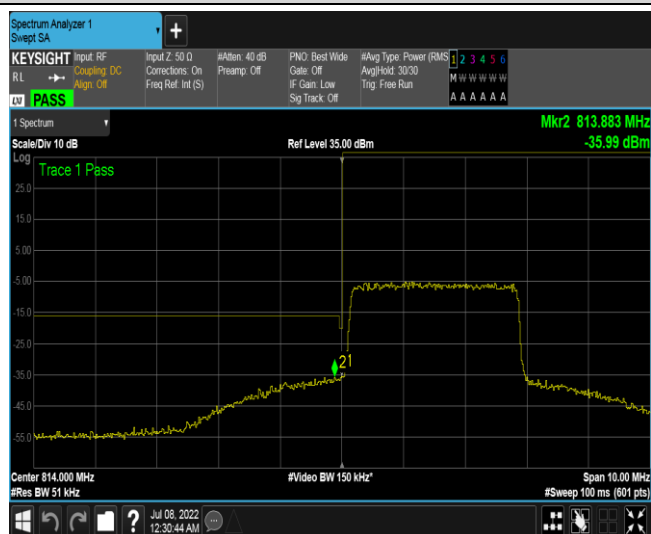 Spectrum Analyzer 1
Swept SA
+
KEYSIGHT Input: RF Input Z: 50 Ω #Atten: 40 dB PNO: Best Wide #Avg Type: Power (RMS 1 2 3 4 5 6
RL Coupling: DC Corrections: On Preamp: Off Gate: Off Avg|Hold: 30/30 M W W W W W
Align: Off Freq Ref: Int (S) IF Gain: Low Trig: Free Run
LXI PASS Sig Track: Off A A A A A A
1 Spectrum Mkr2 813.883 MHz
Scale/Div 10 dB Ref Level 35.00 dBm -35.99 dBm
Log
Trace 1 Pass
25.0
15.0
5.00
-5.00
-15.0
-25.0
21
-35.0
-45.0
-55.0
Center 814.000 MHz #Video BW 150 kHz* Span 10.00 MHz
#Res BW 51 kHz #Sweep 100 ms (601 pts)
? Jul 08, 2022
12:30:44 AM